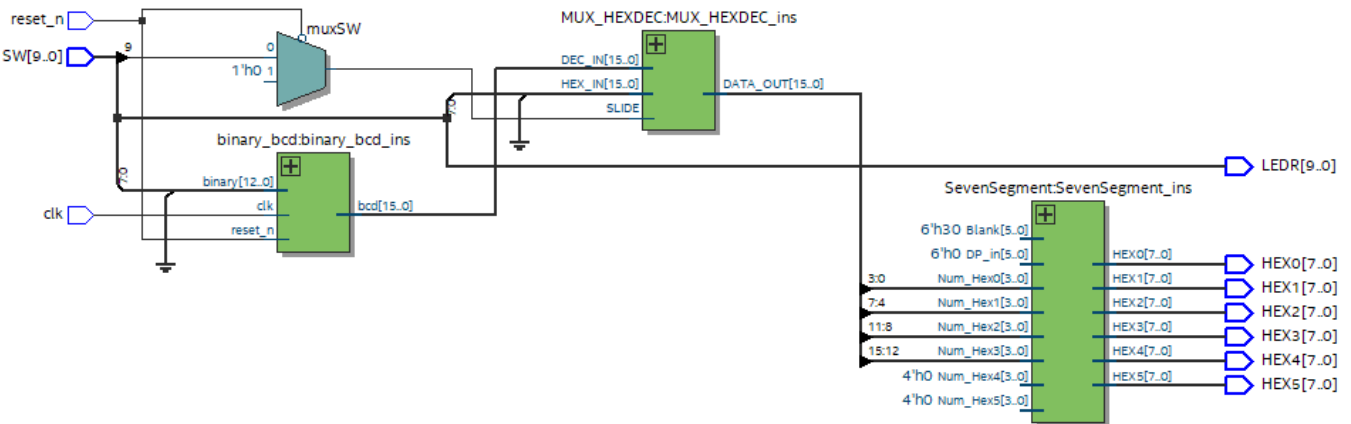 reset_n
SW[9..0]
9
0
1'h0 1
muxSW
MUX_HEXDEC:MUX_HEXDEC_ins
DEC_IN[15..0]
HEX_IN[15..0]
SLIDE
DATA_OUT[15..0]
7:0
7:0
binary_bcd:binary_bcd_ins
binary[12..0]
clk
clk
reset_n
bcd[15..0]
LEDR[9..0]
SevenSegment:SevenSegment_ins
6'h30 Blank[5..0]
6'h0 DP_in[5..0]
3:0 Num_Hex0[3..0]
7:4 Num_Hex1[3..0]
11:8 Num_Hex2[3..0]
15:12 Num_Hex3[3..0]
4'h0 Num_Hex4[3..0]
4'h0 Num_Hex5[3..0]
HEX0[7..0] HEX0[7..0]
HEX1[7..0] HEX1[7..0]
HEX2[7..0] HEX2[7..0]
HEX3[7..0] HEX3[7..0]
HEX4[7..0] HEX4[7..0]
HEX5[7..0] HEX5[7..0]